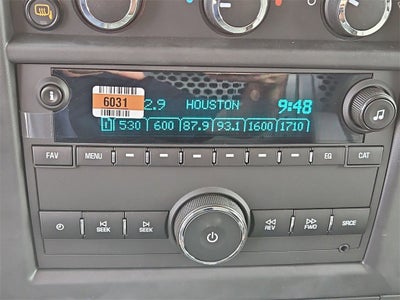 6031
2.9 HOUSTON 9:48
1 530 600 87.9 93.1 1600 1710
FAV MENU EQ CAT
SEEK SEEK REV FWD SRCE